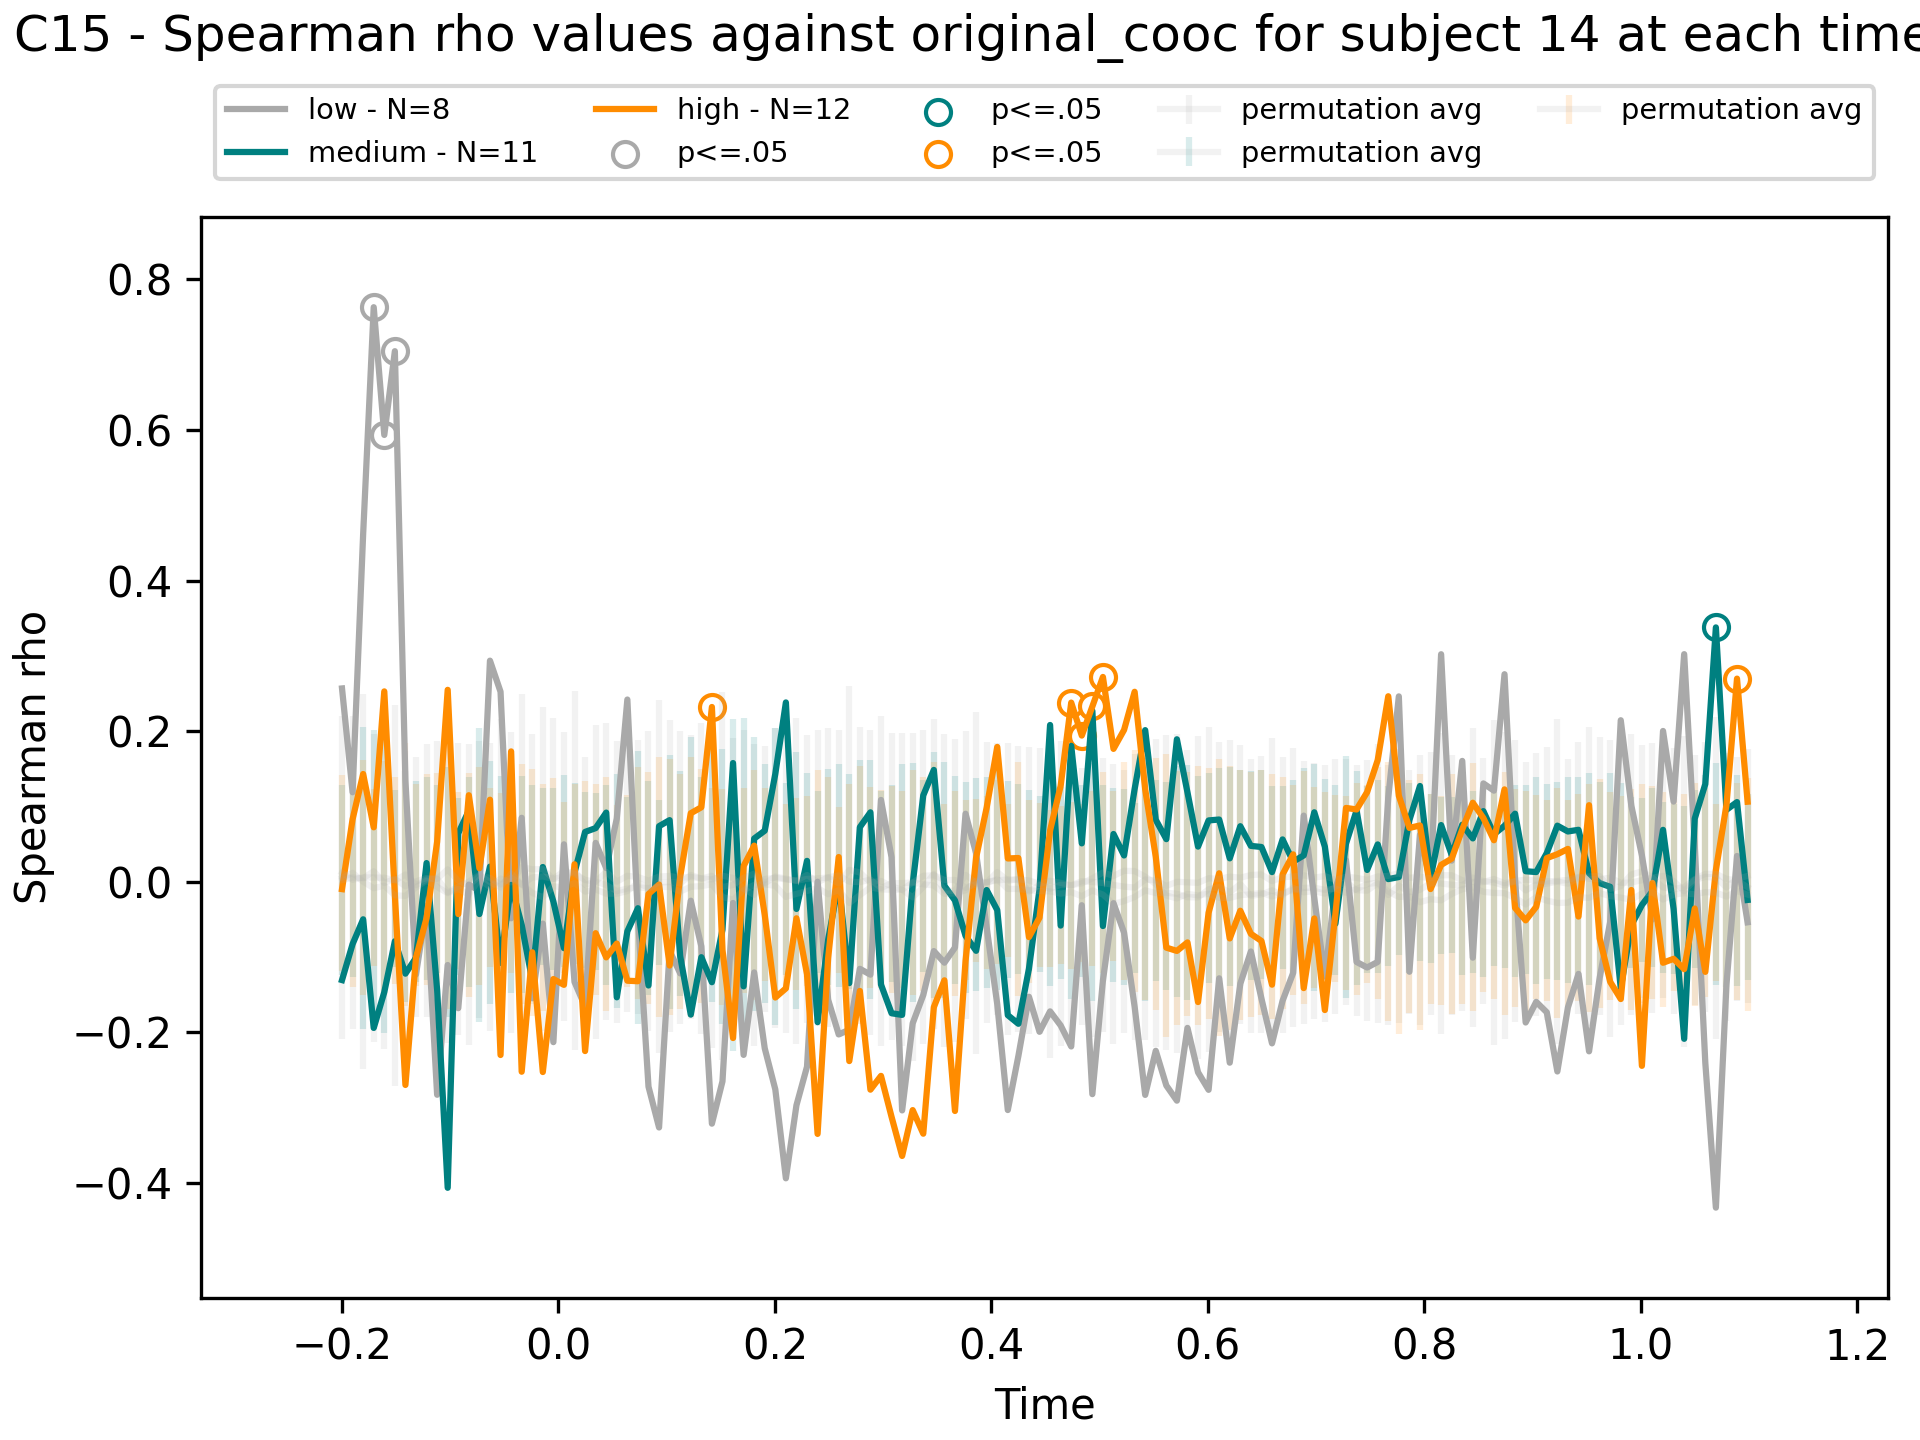 C15 - Spearman rho values against original_cooc for subject 14 at each time
low - N=8
medium - N=11
high - N=12
p<=.05
p<=.05
p<=.05
permutation avg
permutation avg
permutation avg
Spearman rho
0.8
0.6
0.4
0.2
0.0
−0.2
−0.4
−0.2 0.0 0.2 0.4 0.6 0.8 1.0 1.2
Time